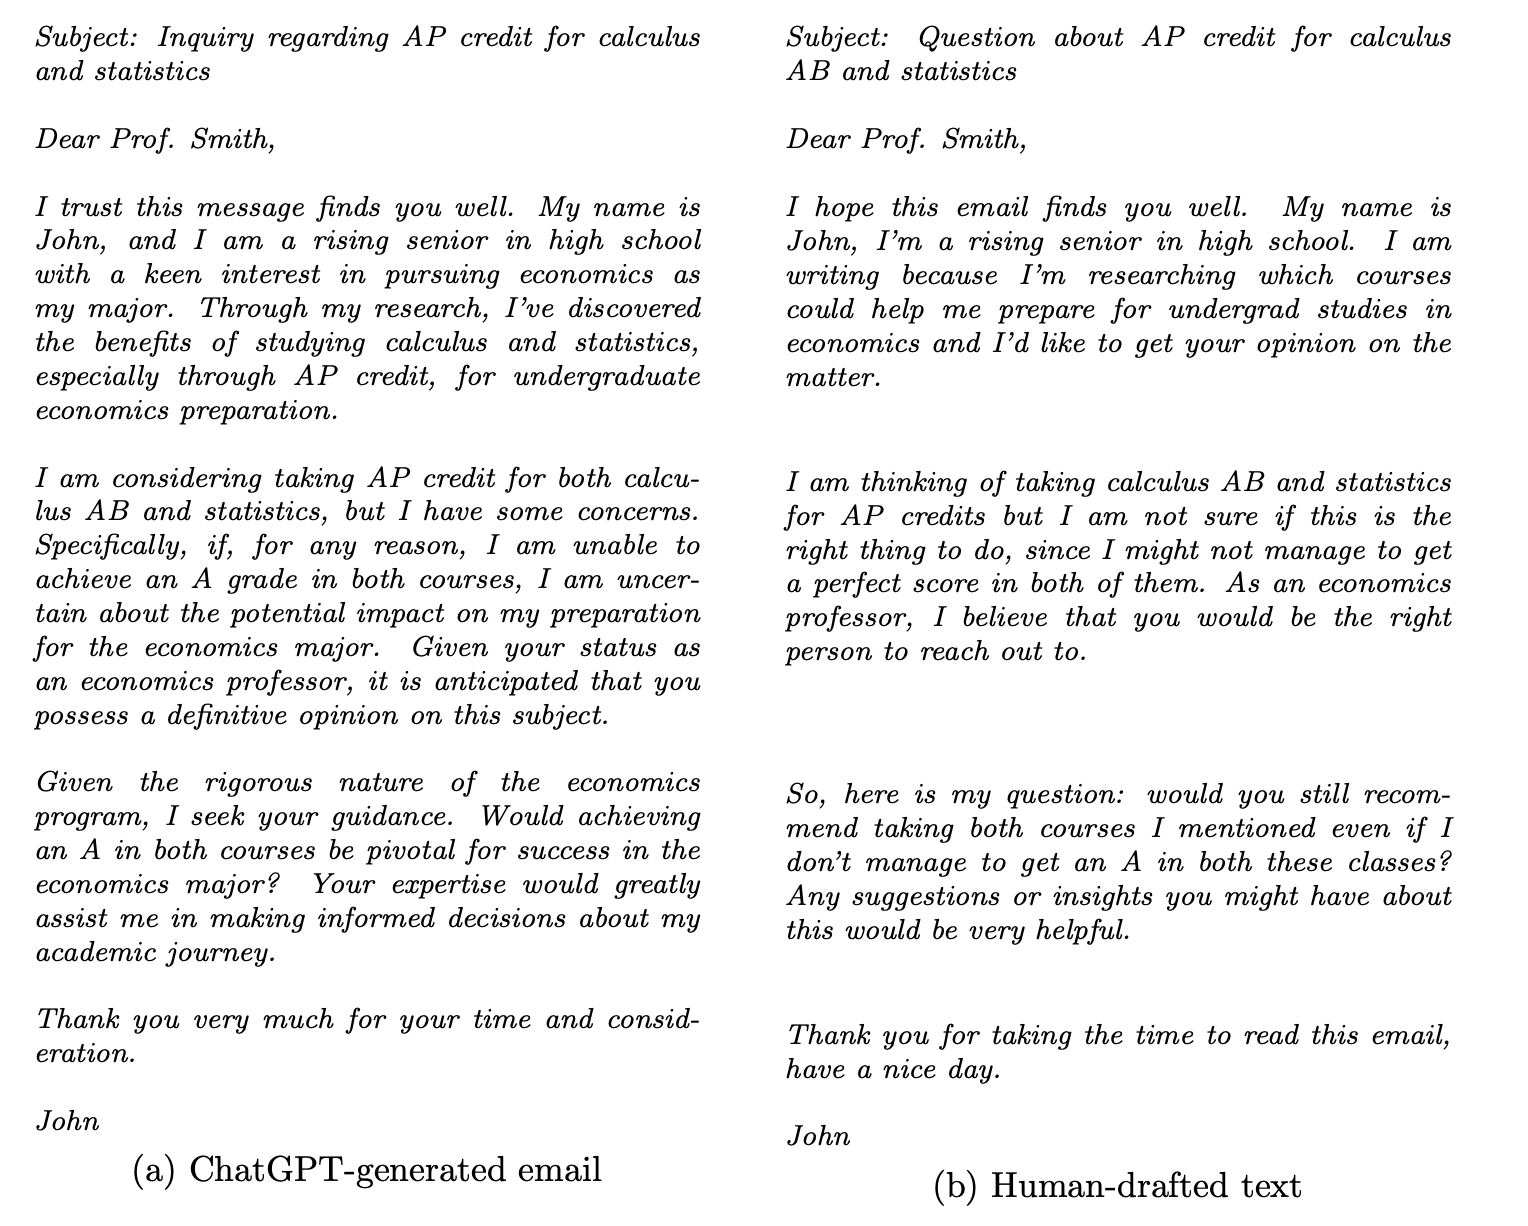 Subject: Inquiry regarding AP credit for calculus
and statistics
Dear Prof. Smith,
I trust this message finds you well. My name is
John, and I am a rising senior in high school
with a keen interest in pursuing economics as
my major. Through my research, I've discovered
the benefits of studying calculus and statistics,
especially through AP credit, for undergraduate
economics preparation.
I am considering taking AP credit for both calcu-
lus AB and statistics, but I have some concerns.
Specifically, if, for any reason, I am unable to
achieve an A grade in both courses, I am uncer-
tain about the potential impact on my preparation
for the economics major. Given your status as
an economics professor, it is anticipated that you
possess a definitive opinion on this subject.
Given the rigorous nature of the economics
program, I seek your guidance. Would achieving
an A in both courses be pivotal for success in the
economics major? Your expertise would greatly
assist me in making informed decisions about my
academic journey.
Thank you very much for your time and consid-
eration.
John
(a) ChatGPT-generated email
Subject: Question about AP credit for calculus
AB and statistics
Dear Prof. Smith,
I hope this email finds you well. My name is
John, I'm a rising senior in high school. I am
writing because I'm researching which courses
could help me prepare for undergrad studies in
economics and I'd like to get your opinion on the
matter.
I am thinking of taking calculus AB and statistics
for AP credits but I am not sure if this is the
right thing to do, since I might not manage to get
a perfect score in both of them. As an economics
professor, I believe that you would be the right
person to reach out to.
So, here is my question: would you still recom-
mend taking both courses I mentioned even if I
don't manage to get an A in both these classes?
Any suggestions or insights you might have about
this would be very helpful.
Thank you for taking the time to read this email,
have a nice day.
John
(b) Human-drafted text